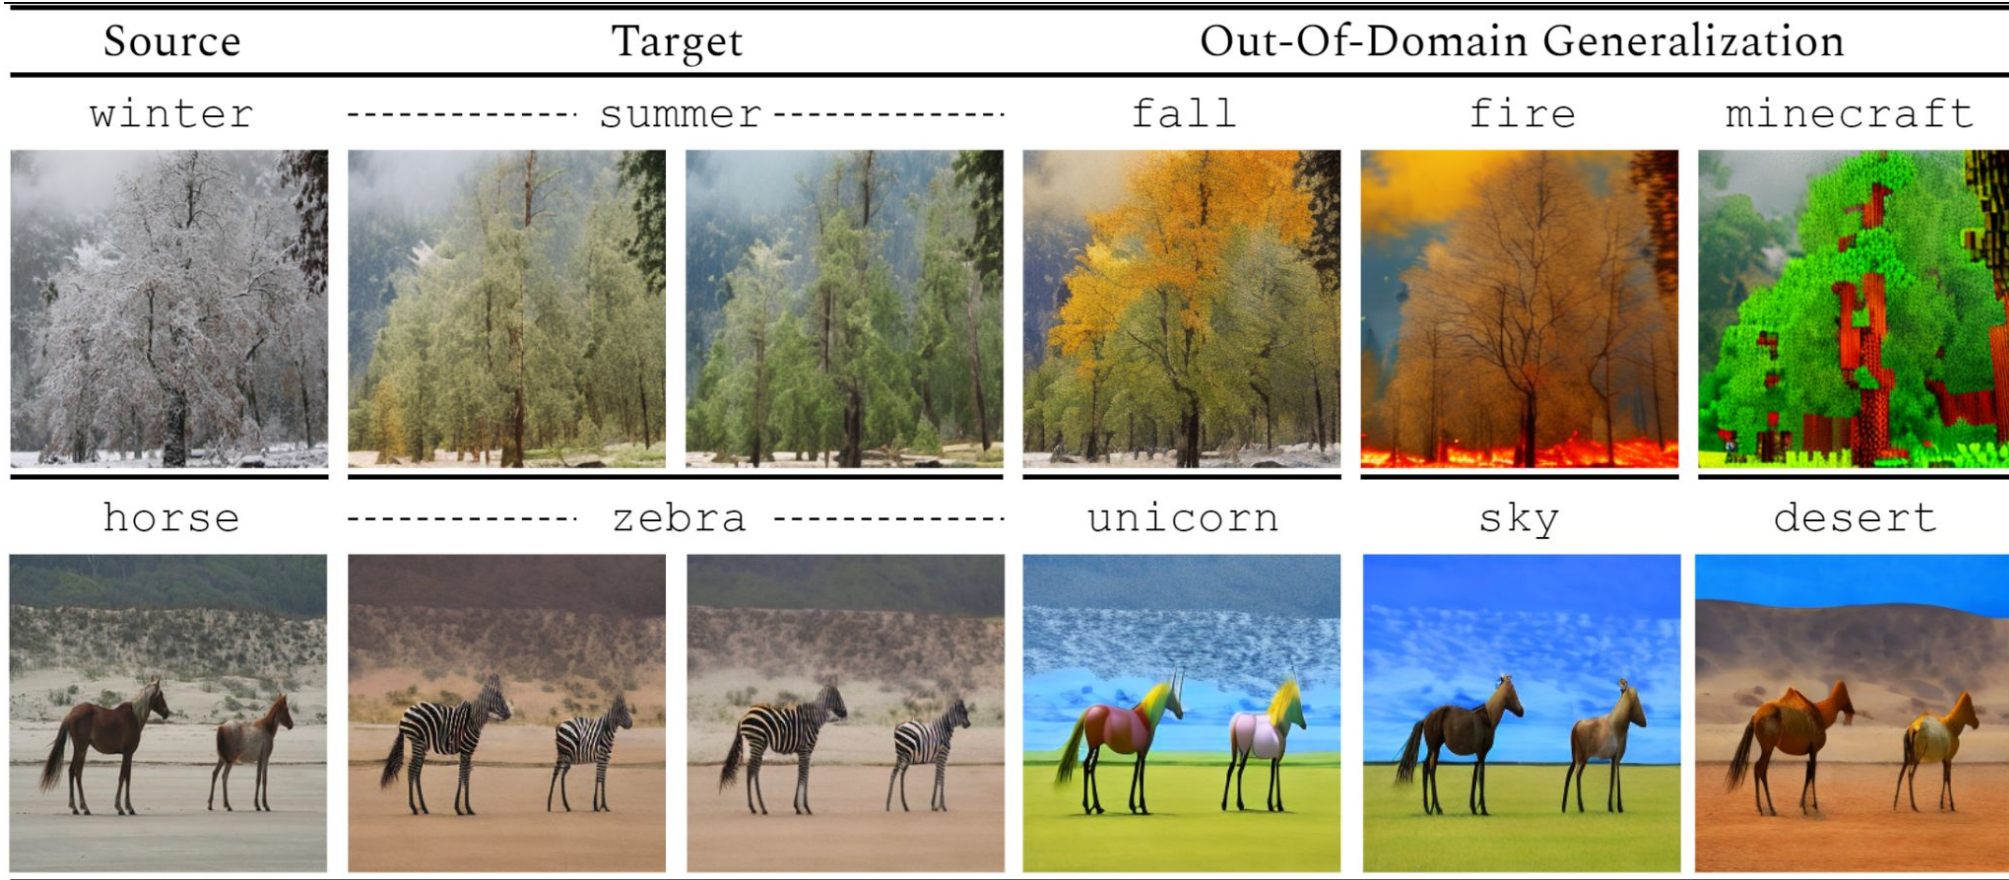 Source Target Out-Of-Domain Generalization
winter summer fall fire minecraft
horse zebra unicorn sky desert